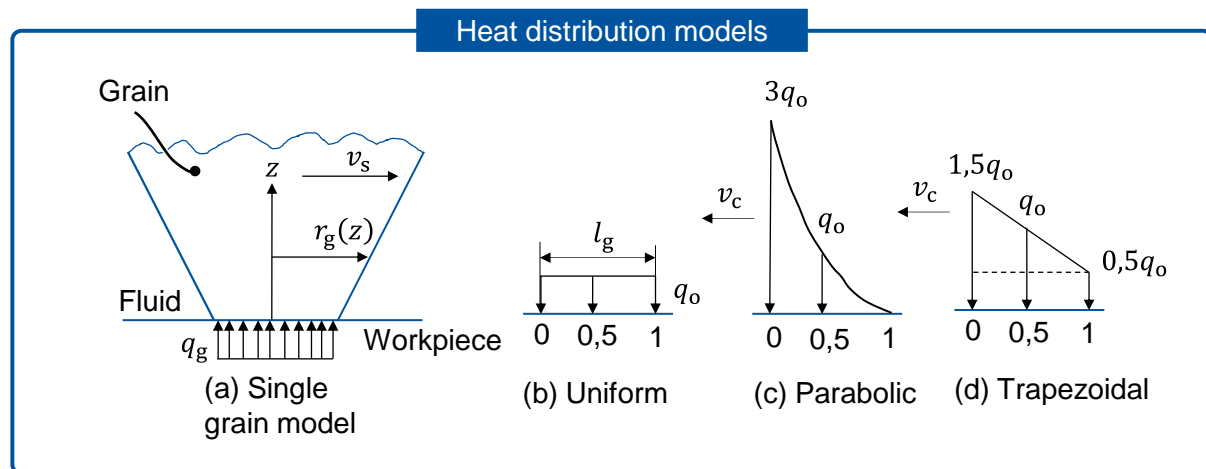 Heat distribution models
Grain
z
v_s
r_g(z)
Fluid
q_g
Workpiece
(a) Single
grain model
l_g
q_o
0 0,5 1
(b) Uniform
3q_o
v_c
q_o
0 0,5 1
(c) Parabolic
1,5q_o
v_c
q_o
0,5q_o
0 0,5 1
(d) Trapezoidal